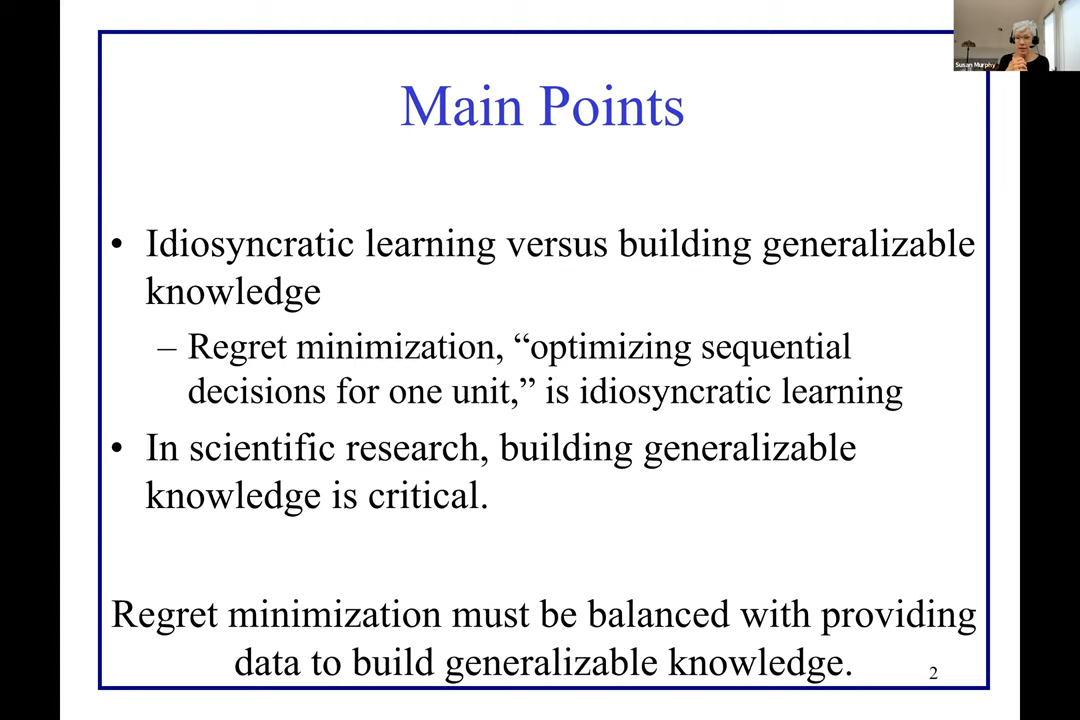 Susan Murphy
Main Points
• Idiosyncratic learning versus building generalizable
knowledge
– Regret minimization, “optimizing sequential
decisions for one unit,” is idiosyncratic learning
• In scientific research, building generalizable
knowledge is critical.
Regret minimization must be balanced with providing
data to build generalizable knowledge.
2